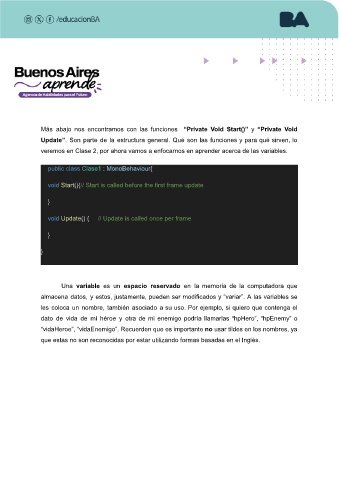 /educacionBA
BA
Buenos Aires
aprende
Agencia de Habilidades para el Futuro
Más abajo nos encontramos con las funciones “Private Void Start()” y “Private Void
Update”. Son parte de la estructura general. Qué son las funciones y para qué sirven, lo
veremos en Clase 2, por ahora vamos a enfocarnos en aprender acerca de las variables.
public class Clase1 : MonoBehaviour{
void Start(){// Start is called before the first frame update
}
void Update() { // Update is called once per frame
}
}
Una variable es un espacio reservado en la memoria de la computadora que
almacena datos, y estos, justamente, pueden ser modificados y “variar”. A las variables se
les coloca un nombre, también asociado a su uso. Por ejemplo, si quiero que contenga el
dato de vida de mi héroe y otra de mi enemigo podría llamarlas “hpHero”, “hpEnemy” o
“vidaHeroe”, “vidaEnemigo”. Recuerden que es importante no usar tildes en los nombres, ya
que estas no son reconocidas por estar utilizando formas basadas en el Inglés.